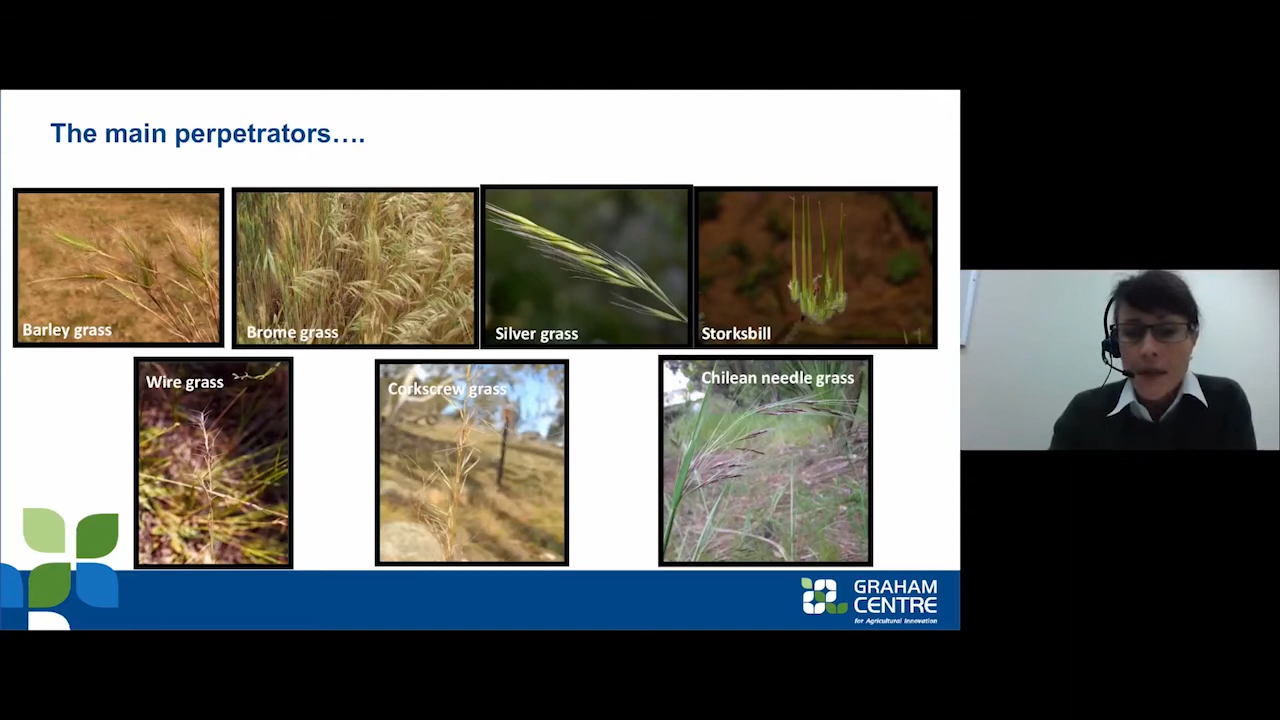 The main perpetrators….
Barley grass
Brome grass
Silver grass
Storksbill
Wire grass
Corkscrew grass
Chilean needle grass
GRAHAM
CENTRE
for Agricultural Innovation